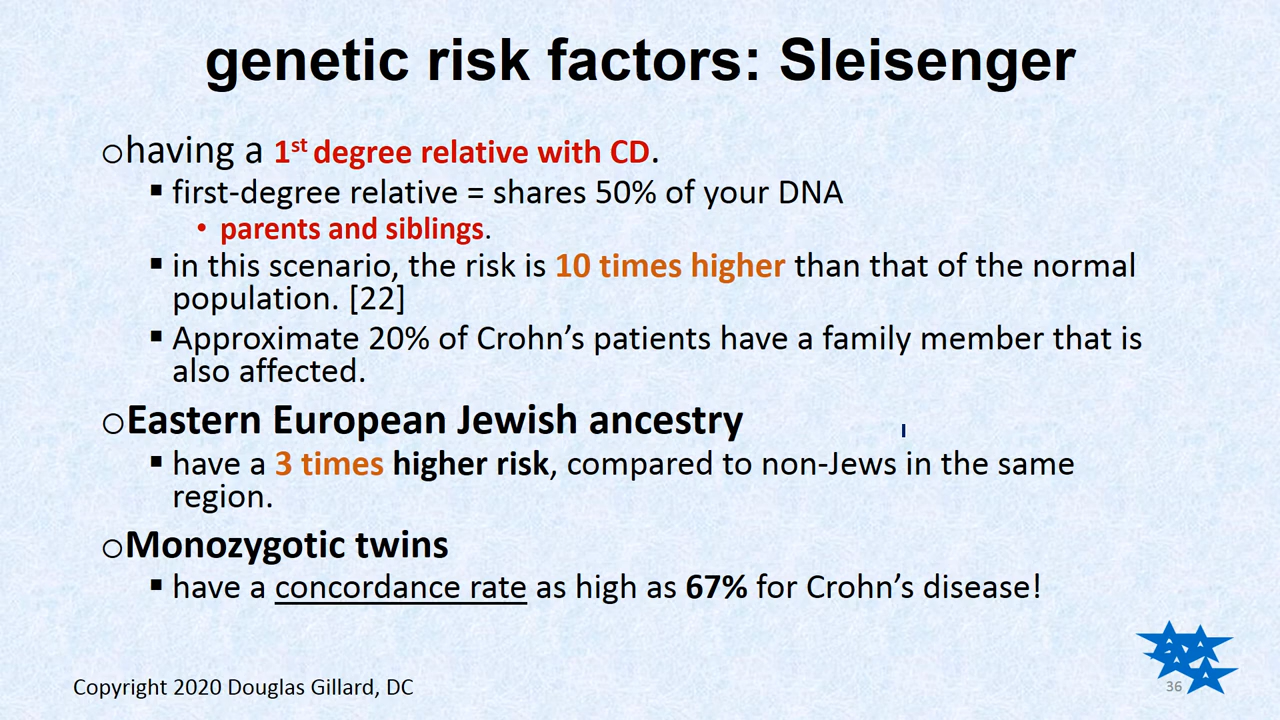 genetic risk factors: Sleisenger
○having a 1st degree relative with CD.
▪ first-degree relative = shares 50% of your DNA
• parents and siblings.
▪ in this scenario, the risk is 10 times higher than that of the normal
population. [22]
▪ Approximate 20% of Crohn’s patients have a family member that is
also affected.
○Eastern European Jewish ancestry
▪ have a 3 times higher risk, compared to non-Jews in the same
region.
○Monozygotic twins
▪ have a concordance rate as high as 67% for Crohn’s disease!
Copyright 2020 Douglas Gillard, DC
36